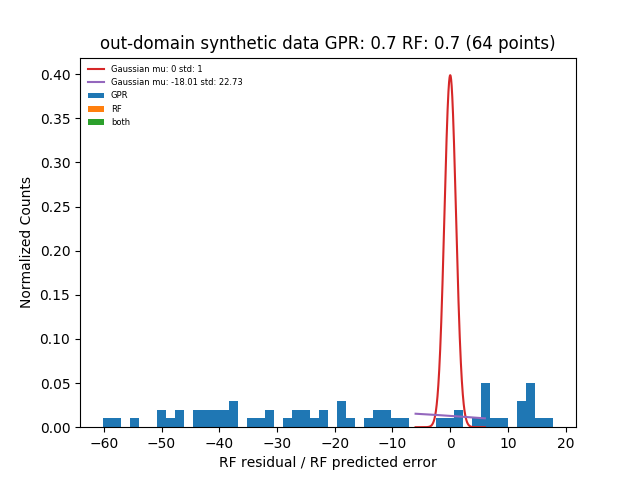 out-domain synthetic data GPR: 0.7 RF: 0.7 (64 points)
Gaussian mu: 0 std: 1
Gaussian mu: -18.01 std: 22.73
GPR
RF
both
Normalized Counts
0.40
0.35
0.30
0.25
0.20
0.15
0.10
0.05
0.00
−60 −50 −40 −30 −20 −10 0 10 20
RF residual / RF predicted error